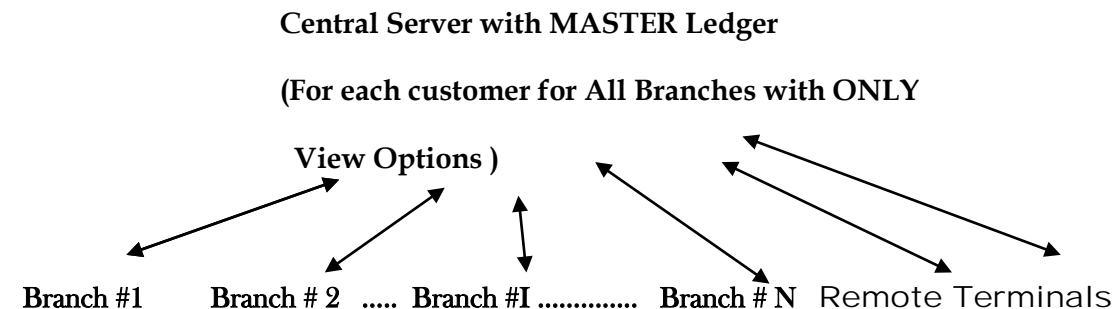 Central Server with MASTER Ledger
(For each customer for All Branches with ONLY
View Options )
Branch #1 Branch # 2 ..... Branch #I .............. Branch # N Remote Terminals